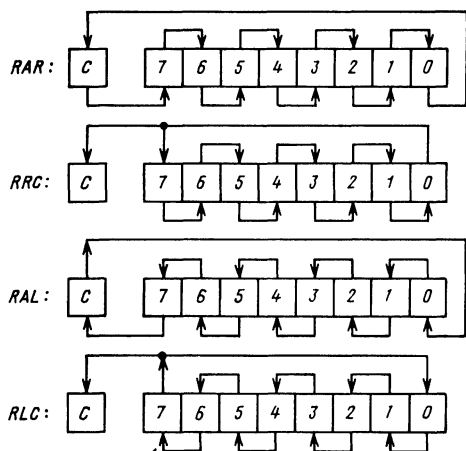 RAR: C 7 6 5 4 3 2 1 0
RRC: C 7 6 5 4 3 2 1 0
RAL: C 7 6 5 4 3 2 1 0
RLC: C 7 6 5 4 3 2 1 0